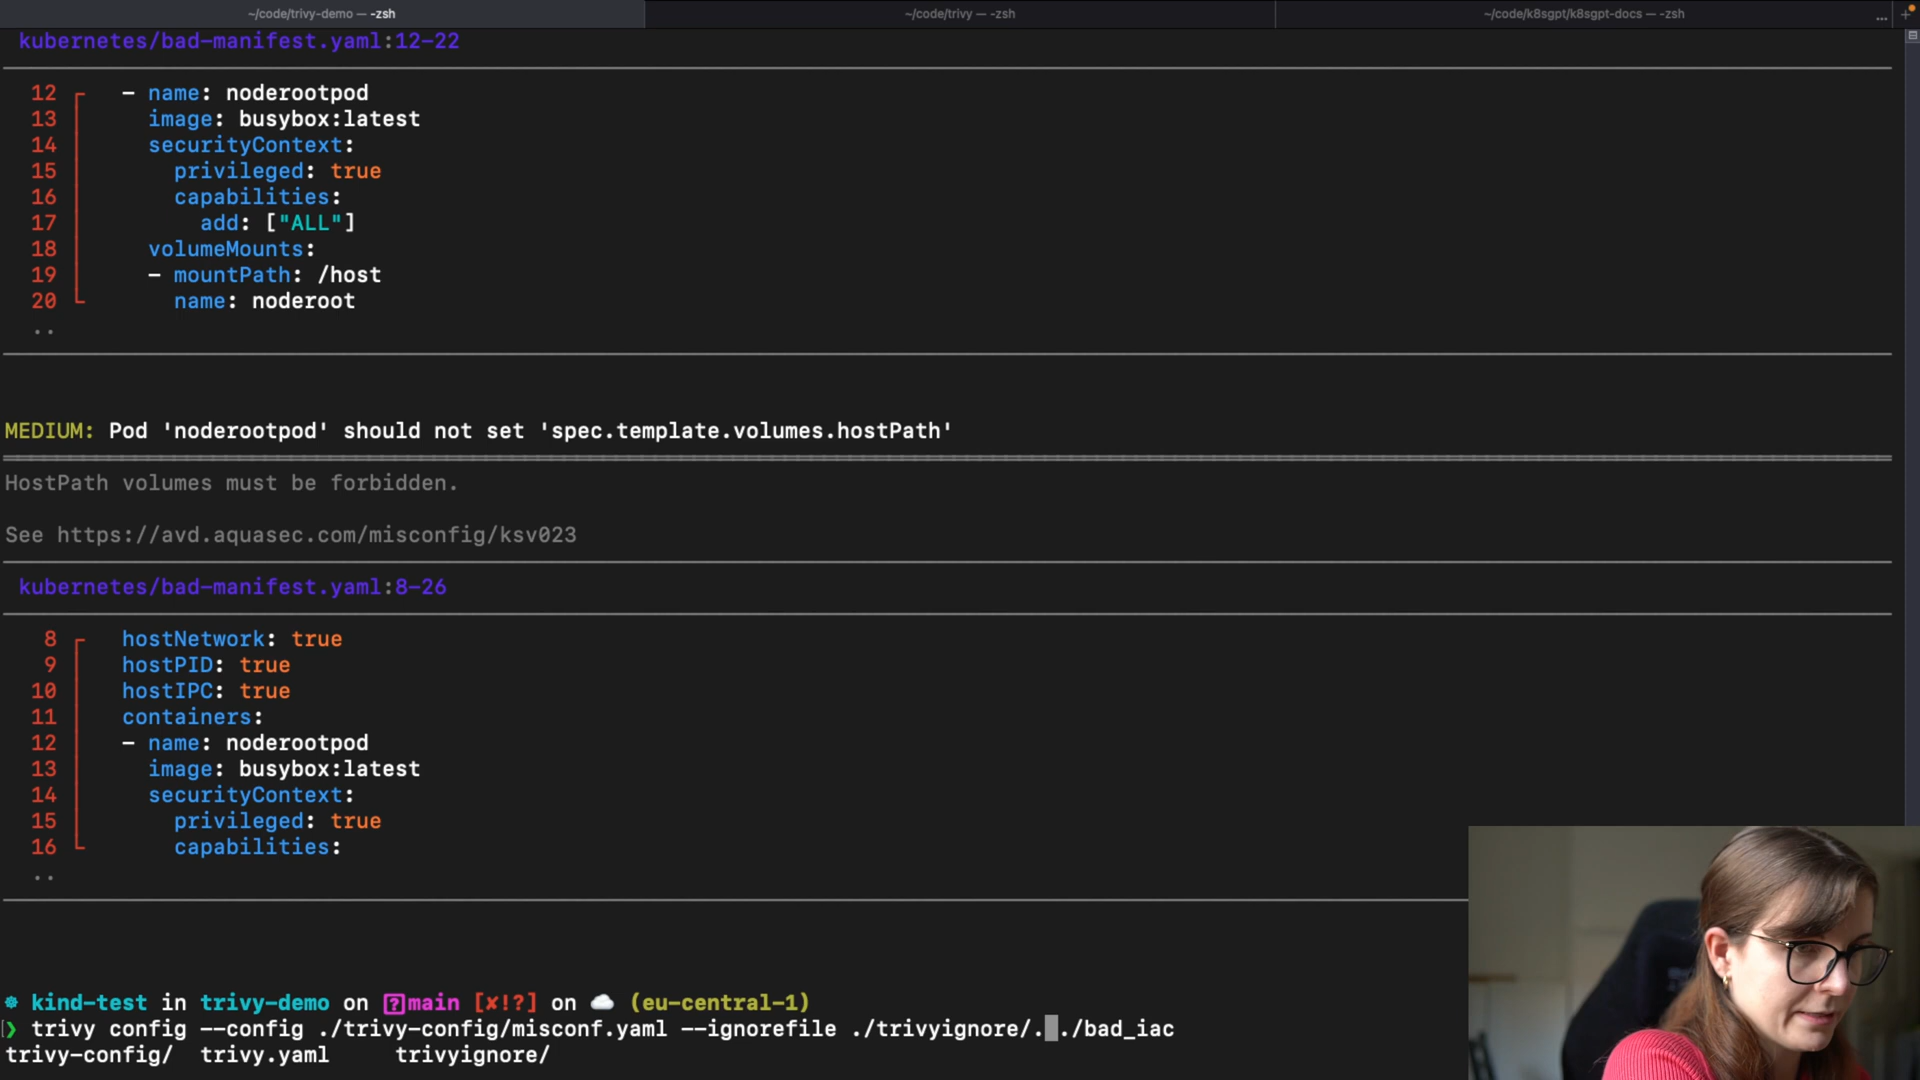 ~/code/trivy-demo — -zsh
~/code/trivy — -zsh
~/code/k8sgpt/k8sgpt-docs — -zsh
... +
kubernetes/bad-manifest.yaml:12-22
12 - name: noderootpod
13 image: busybox:latest
14 securityContext:
15 privileged: true
16 capabilities:
17 add: ["ALL"]
18 volumeMounts:
19 - mountPath: /host
20 name: noderoot
..
MEDIUM: Pod 'noderootpod' should not set 'spec.template.volumes.hostPath'
HostPath volumes must be forbidden.
See https://avd.aquasec.com/misconfig/ksv023
kubernetes/bad-manifest.yaml:8-26
8 hostNetwork: true
9 hostPID: true
10 hostIPC: true
11 containers:
12 - name: noderootpod
13 image: busybox:latest
14 securityContext:
15 privileged: true
16 capabilities:
..
kind-test in trivy-demo on [?]main [✘!?] on ☁️ (eu-central-1)
❯ trivy config --config ./trivy-config/misconf.yaml --ignorefile ./trivyignore/. ./bad_iac
trivy-config/ trivy.yaml trivyignore/